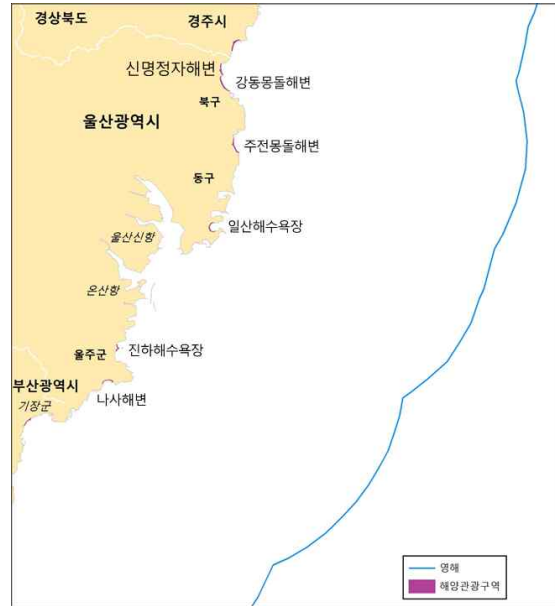 경상북도
경주시
신명정자해변
강동몽돌해변
북구
울산광역시
주전몽돌해변
동구
일산해수욕장
울산신항
온산항
진하해수욕장
울주군
부산광역시
나사해변
기장군
영해
해양관광구역